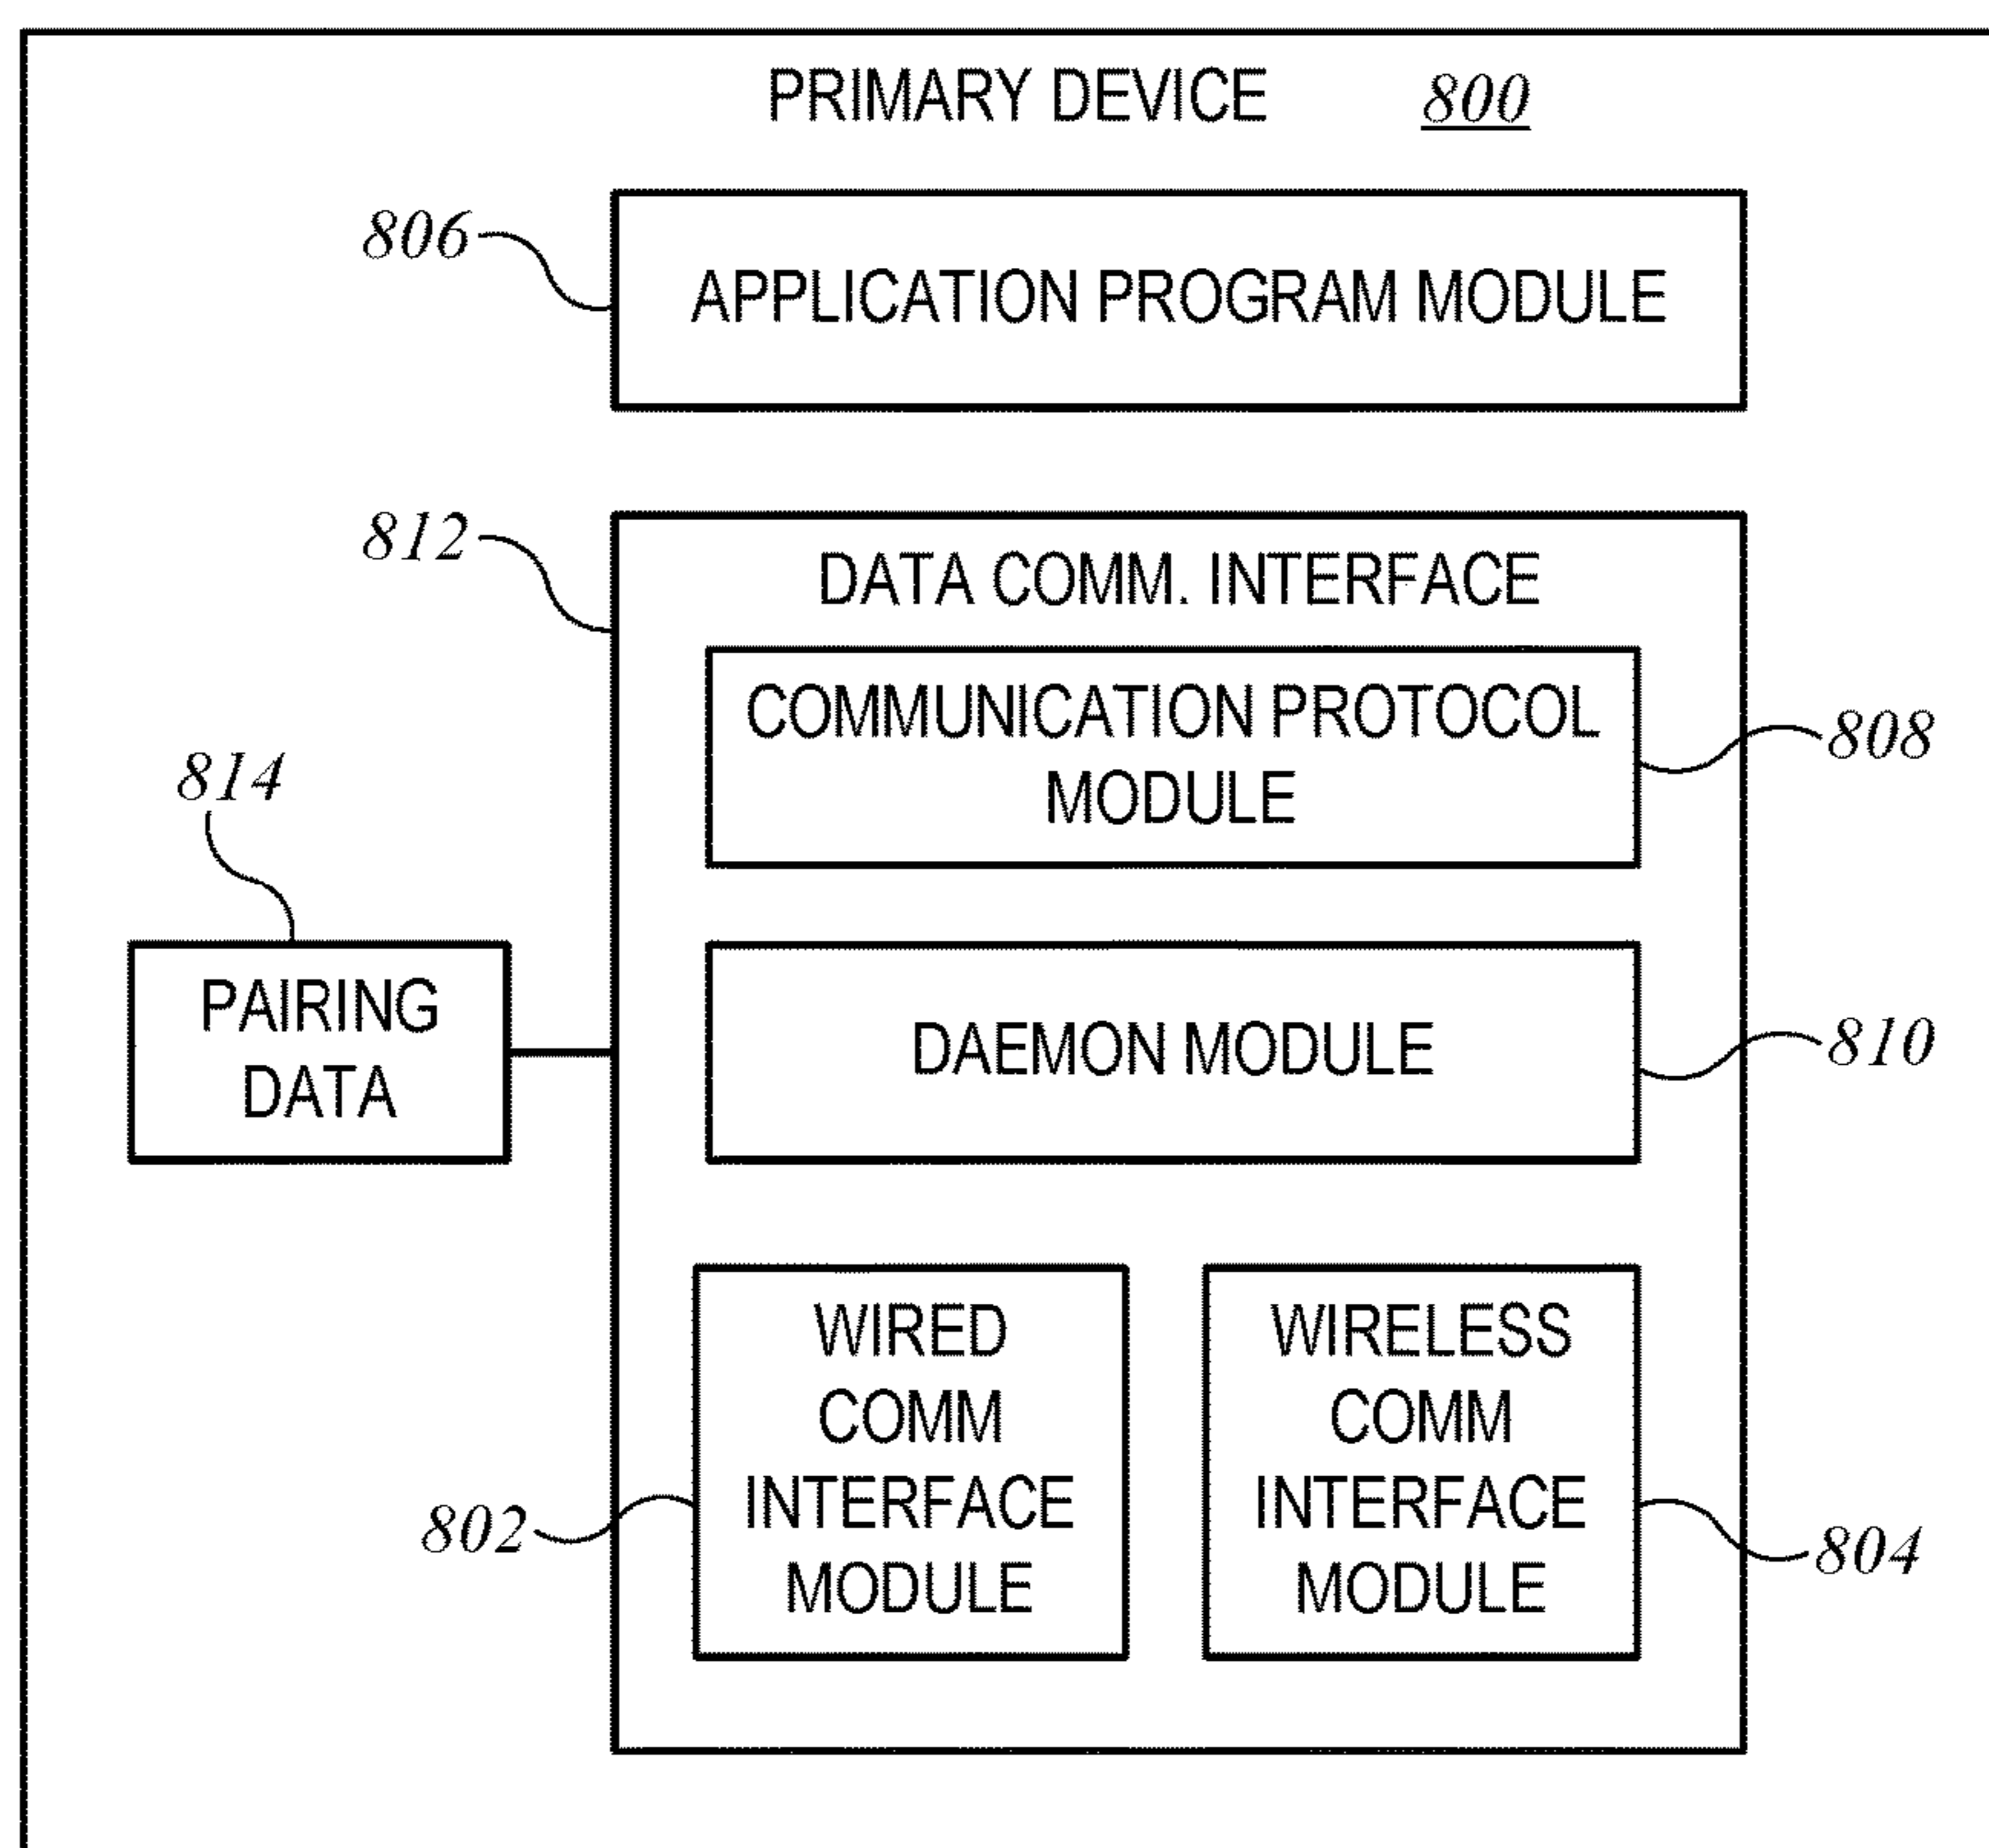 PRIMARY DEVICE 800
806
APPLICATION PROGRAM MODULE
812
DATA COMM. INTERFACE
COMMUNICATION PROTOCOL
MODULE
808
814
PAIRING
DATA
DAEMON MODULE
810
WIRED
COMM
INTERFACE
MODULE
802
WIRELESS
COMM
INTERFACE
MODULE
804